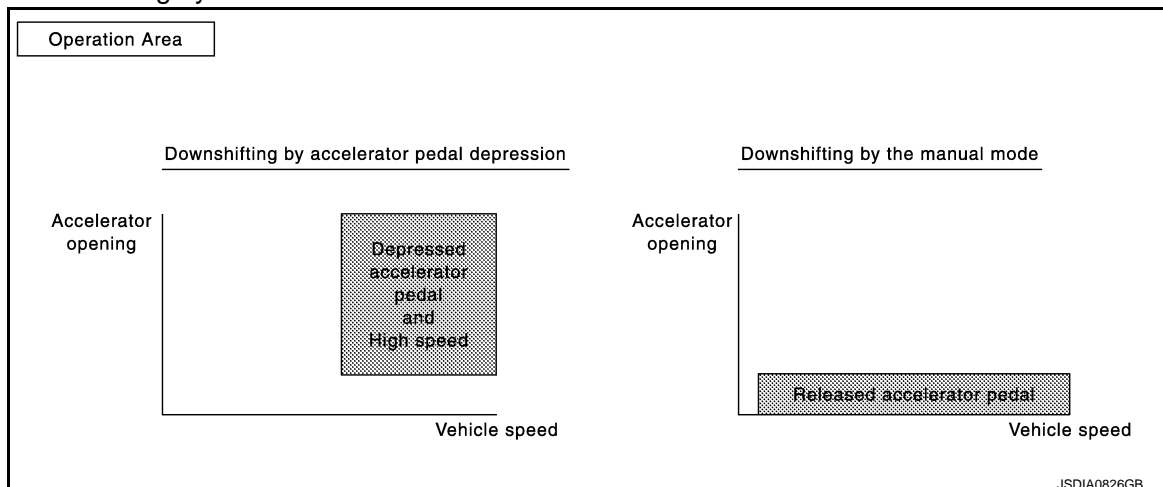 Operation Area
Downshifting by accelerator pedal depression
Accelerator
opening
Depressed
accelerator
pedal
and
High speed
Vehicle speed
Downshifting by the manual mode
Accelerator
opening
Released accelerator pedal
Vehicle speed
JSDIA0826GB